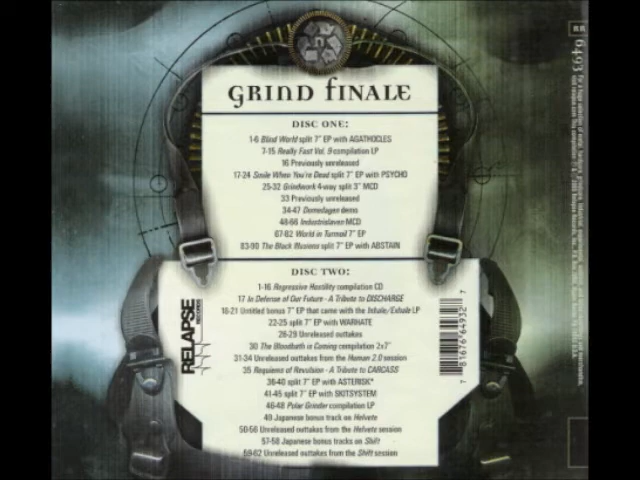 GRIND FINALE
DISC ONE:
1-6 Blind World split 7" EP with AGATHOCLES
7-15 Really Fast Vol. 9 compilation LP
16 Previously unreleased
17-24 Smile When You're Dead split 7" EP with PSYCHO
25-32 Grindwork 4-way split 3" MCD
33 Previously unreleased
34-47 Domedagen demo
48-66 Industrislaven MCD
67-82 World in Turmoil 7" EP
83-90 The Black Illusions split 7" EP with ABSTAIN
DISC TWO:
1-16 Regressive Hostility compilation CD
17 In Defense of Our Future - A Tribute to DISCHARGE
18-21 Untitled bonus 7" EP that came with the Inhale/Exhale LP
22-25 split 7" EP with WARHATE
26-29 Unreleased outtakes
30 The Bloodbath is Coming compilation 2x7"
31-34 Unreleased outtakes from the Human 2.0 session
35 Requiems of Revulsion - A Tribute to CARCASS
36-40 split 7" EP with ASTERISK*
41-45 split 7" EP with SKITSYSTEM
46-48 Polar Grinder compilation LP
49 Japanese bonus track on Helvete
50-56 Unreleased outtakes from the Helvete session
57-58 Japanese bonus tracks on Shift
59-62 Unreleased outtakes from the Shift session
RELAPSE
RECORDS
7 81676 64932 7
RR
6493